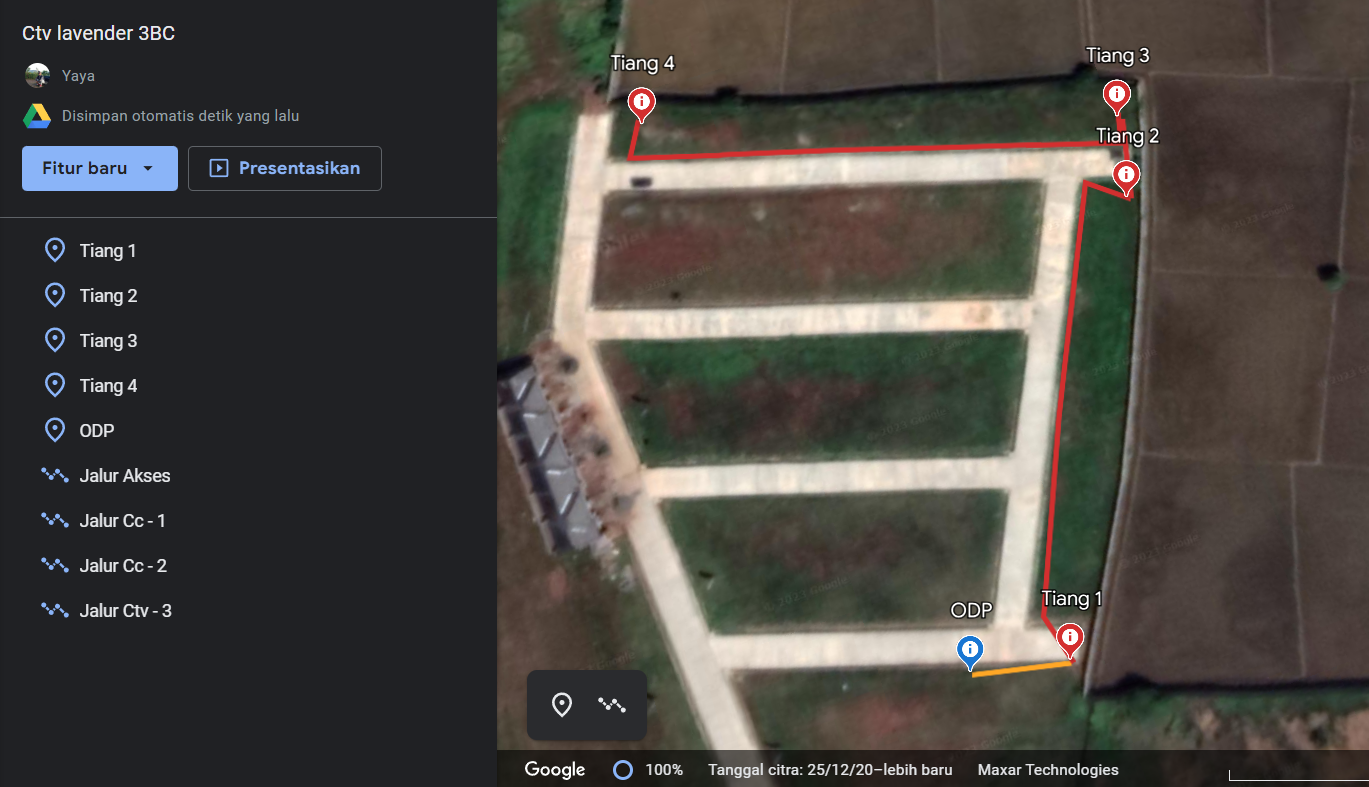 Ctv lavender 3BC
Yaya
Disimpan otomatis detik yang lalu
Fitur baru
Presentasikan
Tiang 1
Tiang 2
Tiang 3
Tiang 4
ODP
Jalur Akses
Jalur Cc - 1
Jalur Cc - 2
Jalur Ctv - 3
Tiang 4
Tiang 3
Tiang 2
ODP
Tiang 1
Google
100%
Tanggal citra: 25/12/20–lebih baru
Maxar Technologies